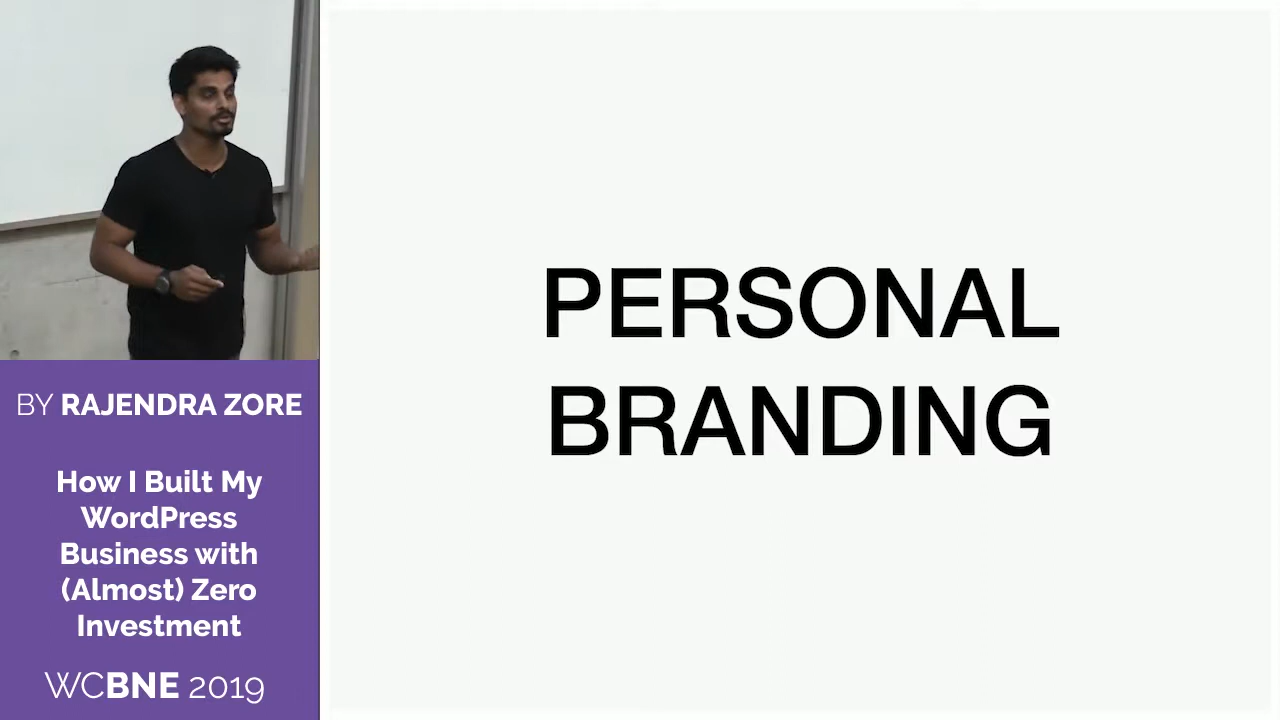 PERSONAL
BRANDING
BY RAJENDRA ZORE
How I Built My
WordPress
Business with
(Almost) Zero
Investment
WCBNE 2019